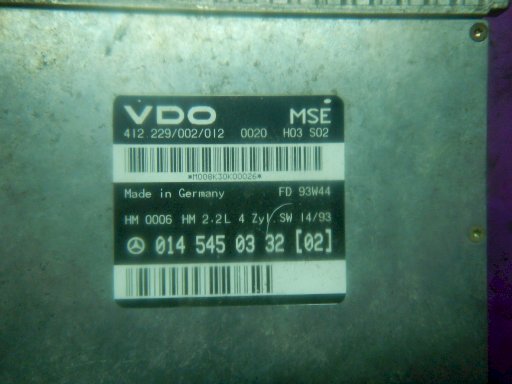 VDO MSE
412 229/002/012 0020 H03 S02
*M008K30K00026*
Made in Germany FD 93W44
HM 0006 HM 2.2L 4 Zyl. SW 14/93
014 545 03 32 [02]